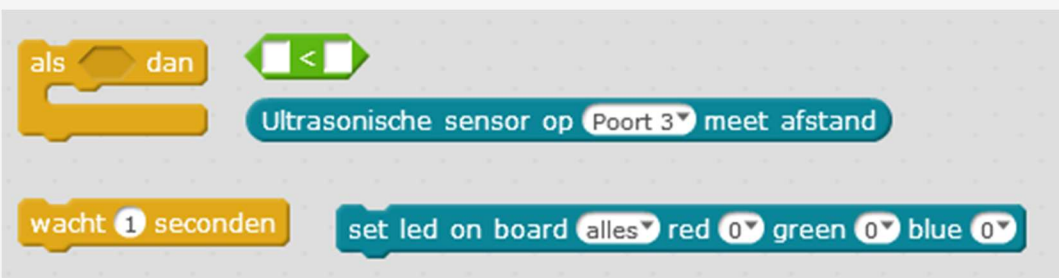 als dan
<
Ultrasonische sensor op Poort 3 meet afstand
wacht 1 seconden
set led on board alles red 0 green 0 blue 0